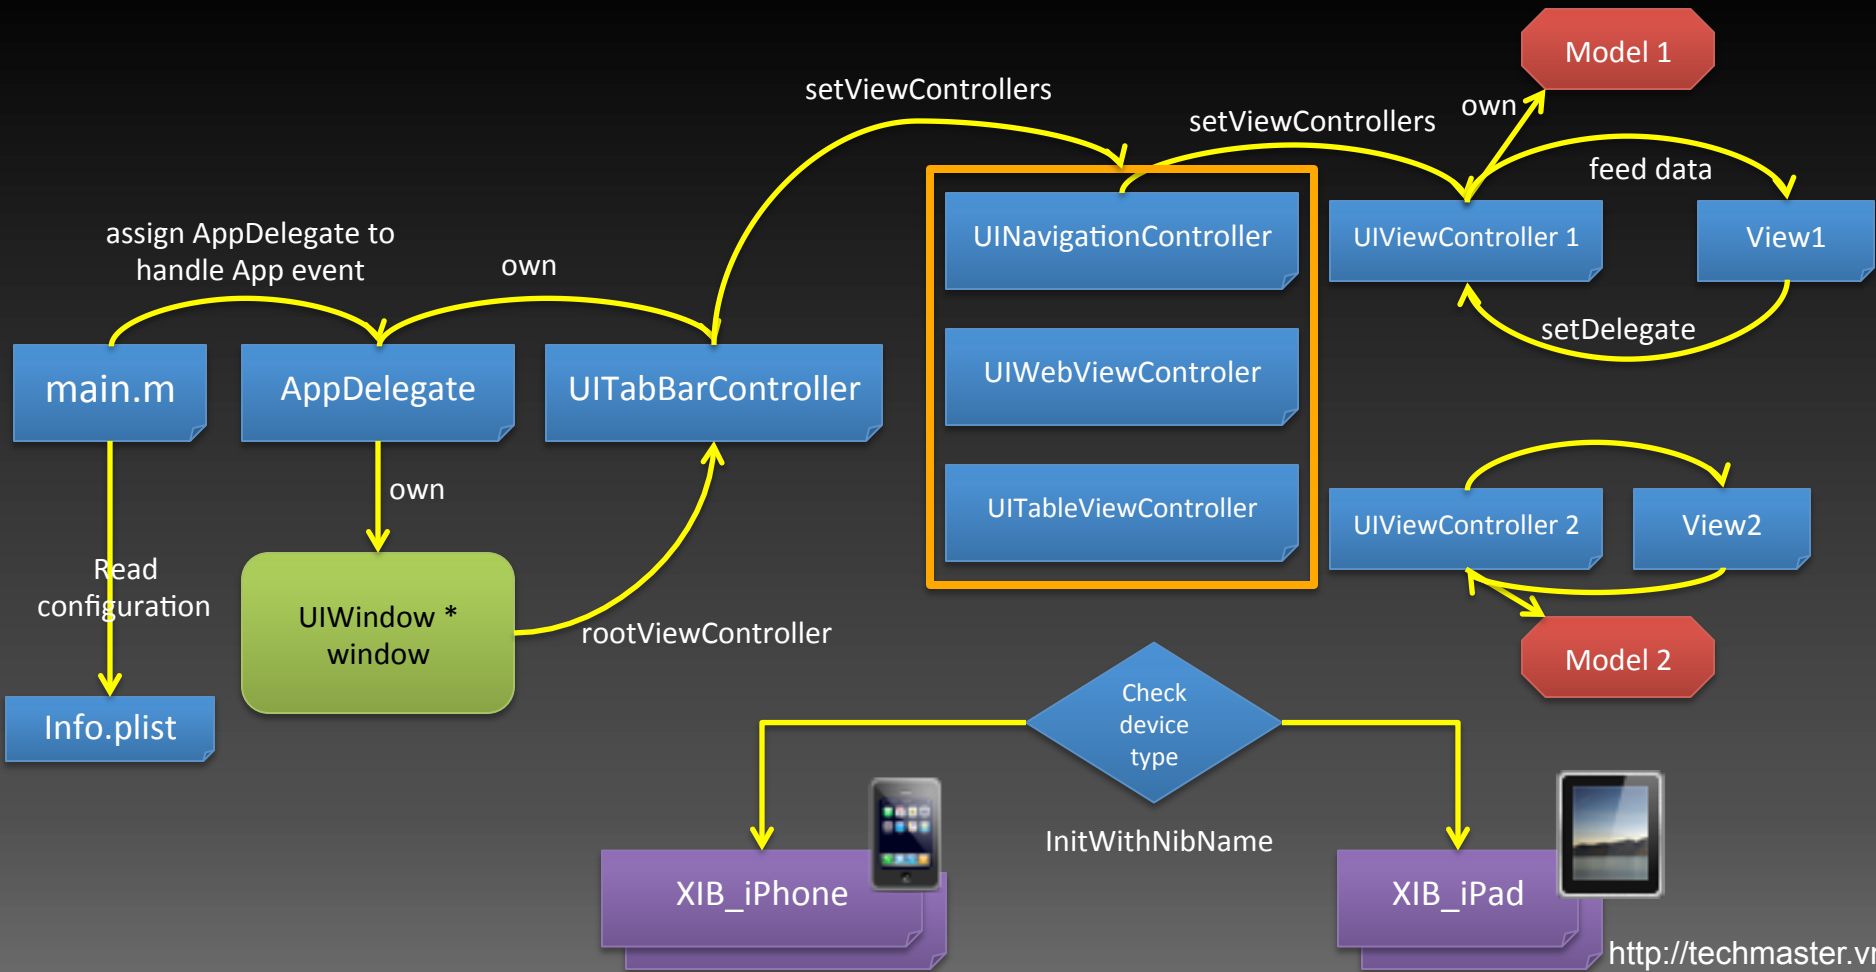 Model 1
setViewControllers
setViewControllers
own
feed data
assign AppDelegate to
handle App event
own
UINavigationController
UIViewController 1
View1
setDelegate
main.m
AppDelegate
UITabBarController
UIWebViewControler
own
UITableViewController
UIViewController 2
View2
Read
configuration
UIWindow *
window
rootViewController
Model 2
Info.plist
Check
device
type
InitWithNibName
XIB_iPhone
XIB_iPad
http://techmaster.vn